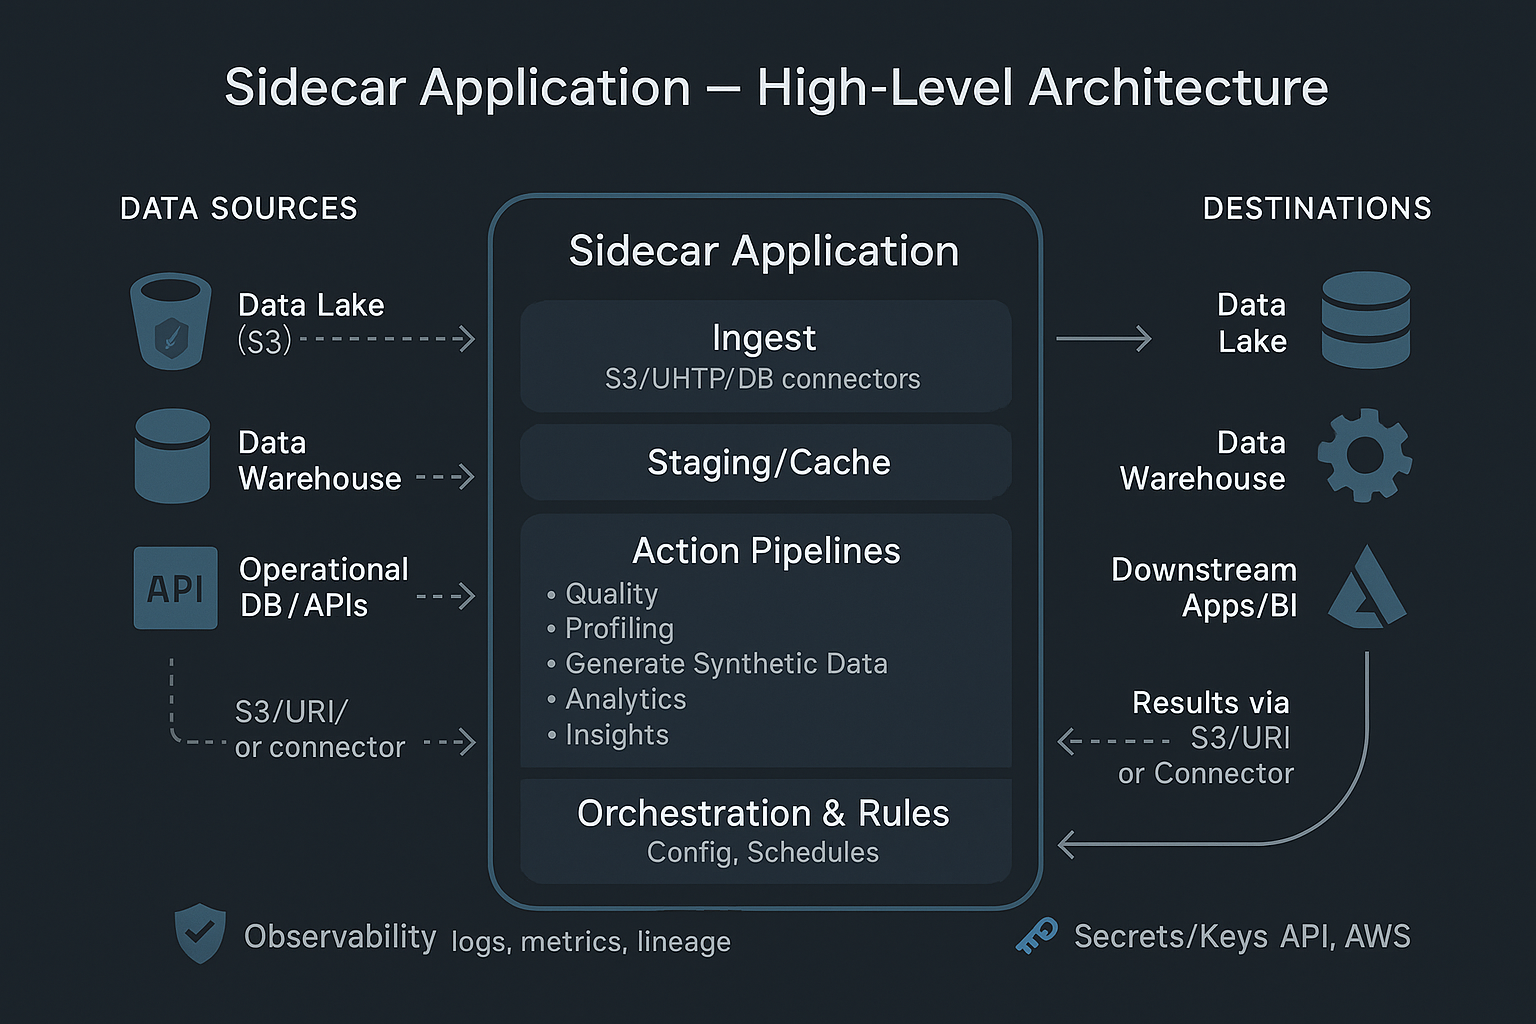 Sidecar Application – High-Level Architecture
DATA SOURCES
Data Lake
(S3)
Data
Warehouse
API
Operational
DB/APIs
S3/URI/
or connector
Sidecar Application
Ingest
S3/UHTP/DB connectors
Staging/Cache
Action Pipelines
• Quality
• Profiling
• Generate Synthetic Data
• Analytics
• Insights
Orchestration & Rules
Config, Schedules
DESTINATIONS
Data
Lake
Data
Warehouse
Downstream
Apps/BI
Results via
S3/URI
or Connector
Observability logs, metrics, lineage
Secrets/Keys API, AWS